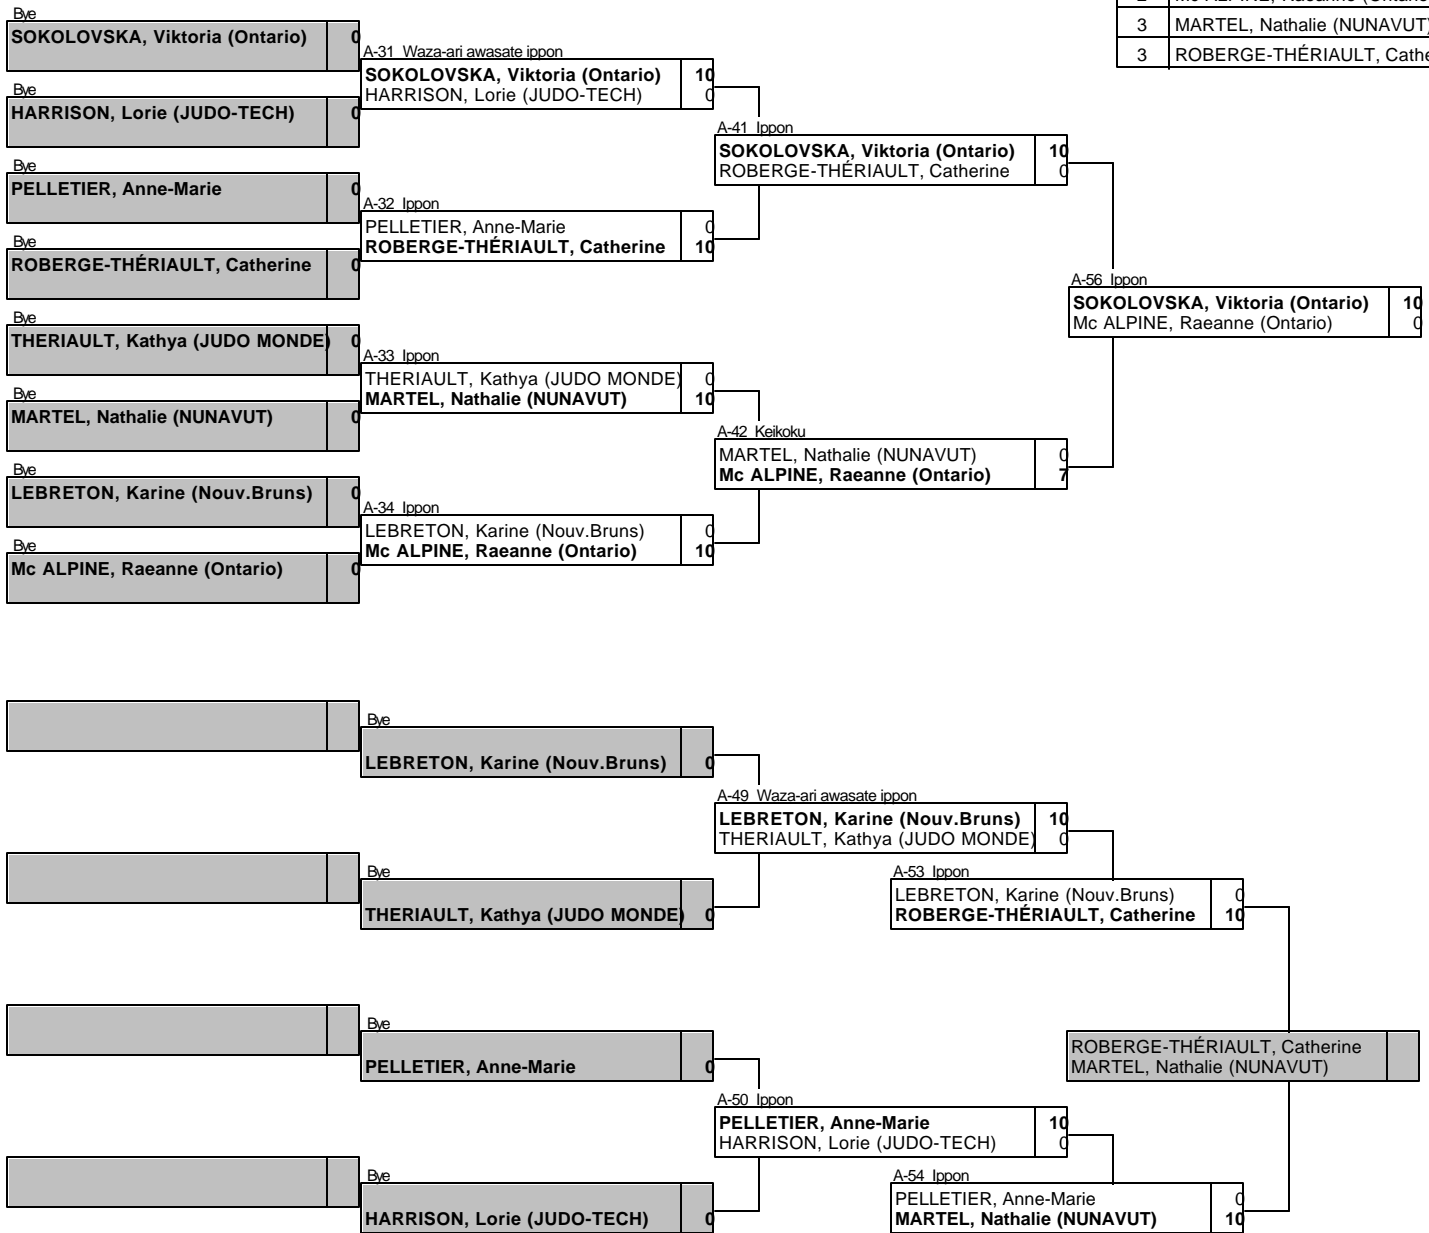 3 MARTEL, Nathalie (NUNAVUT)
3 ROBERGE-THÉRIAULT,
Bye
SOKOLOVSKA, Viktoria (Ontario) 0
Bye
HARRISON, Lorie (JUDO-TECH) 0
Bye
PELLETIER, Anne-Marie 0
Bye
ROBERGE-THÉRIAULT, Catherine 0
Bye
THERIAULT, Kathya (JUDO MONDE) 0
Bye
MARTEL, Nathalie (NUNAVUT) 0
Bye
LEBRETON, Karine (Nouv.Bruns) 0
Bye
Mc ALPINE, Raeanne (Ontario) 0
A-31 Waza-ari awasate ippon
SOKOLOVSKA, Viktoria (Ontario) 10
HARRISON, Lorie (JUDO-TECH) 0
A-32 Ippon
PELLETIER, Anne-Marie 0
ROBERGE-THÉRIAULT, Catherine 10
A-33 Ippon
THERIAULT, Kathya (JUDO MONDE) 0
MARTEL, Nathalie (NUNAVUT) 10
A-34 Ippon
LEBRETON, Karine (Nouv.Bruns) 0
Mc ALPINE, Raeanne (Ontario) 10
A-41 Ippon
SOKOLOVSKA, Viktoria (Ontario) 10
ROBERGE-THÉRIAULT, Catherine 0
A-42 Keikoku
MARTEL, Nathalie (NUNAVUT) 0
Mc ALPINE, Raeanne (Ontario) 7
A-56 Ippon
SOKOLOVSKA, Viktoria (Ontario) 10
Mc ALPINE, Raeanne (Ontario) 0
Bye
LEBRETON, Karine (Nouv.Bruns) 0
Bye
THERIAULT, Kathya (JUDO MONDE) 0
Bye
PELLETIER, Anne-Marie 0
Bye
HARRISON, Lorie (JUDO-TECH) 0
A-49 Waza-ari awasate ippon
LEBRETON, Karine (Nouv.Bruns) 10
THERIAULT, Kathya (JUDO MONDE) 0
A-50 Ippon
PELLETIER, Anne-Marie 10
HARRISON, Lorie (JUDO-TECH) 0
A-53 Ippon
LEBRETON, Karine (Nouv.Bruns) 0
ROBERGE-THÉRIAULT, Catherine 10
A-54 Ippon
PELLETIER, Anne-Marie 0
MARTEL, Nathalie (NUNAVUT) 10
ROBERGE-THÉRIAULT, Catherine
MARTEL, Nathalie (NUNAVUT)